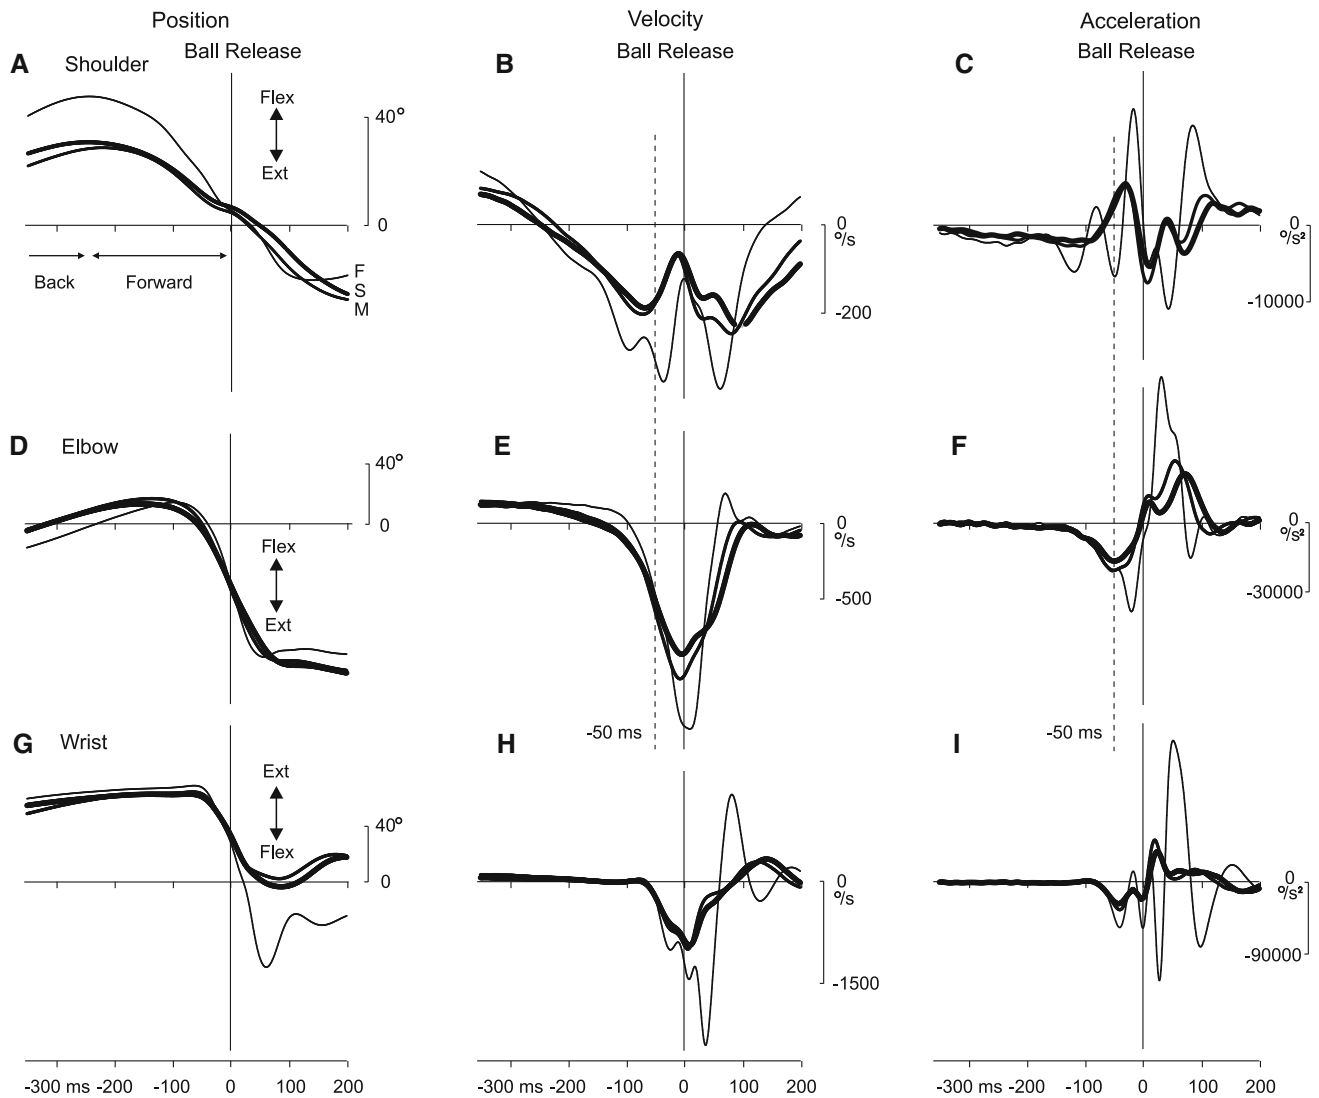 Position
Velocity
Acceleration
Ball Release
Ball Release
Ball Release
A
Shoulder
Flex
Ext
40°
0
Back
Forward
F
S
M
B
0
°/s
-200
C
0
°/s²
-10000
D
Elbow
40°
0
Flex
Ext
E
0
°/s
-500
-50 ms
F
0
°/s²
-30000
-50 ms
G
Wrist
Ext
Flex
40°
0
H
0
°/s
-1500
I
0
°/s²
-90000
-300 ms -200 -100 0 100 200
-300 ms -200 -100 0 100 200
-300 ms -200 -100 0 100 200